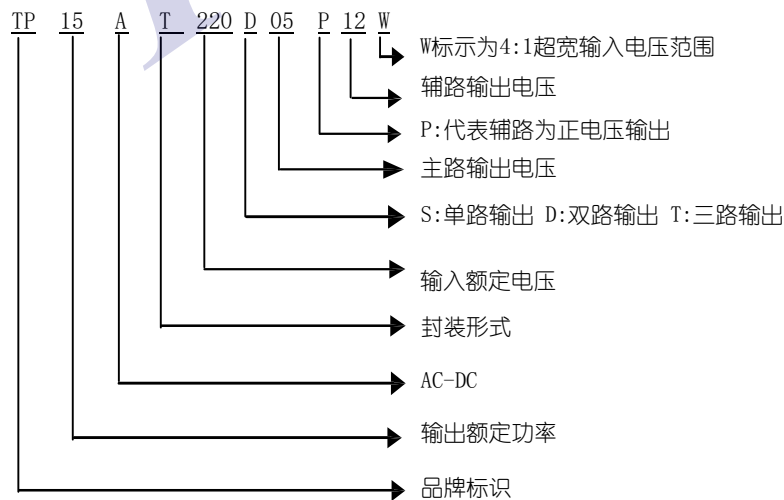 TP 15 A T 220 D 05 P 12 W
W标示为4:1超宽输入电压范围
辅路输出电压
P:代表辅路为正电压输出
主路输出电压
S:单路输出 D:双路输出 T:三路输出
输入额定电压
封装形式
AC-DC
输出额定功率
品牌标识